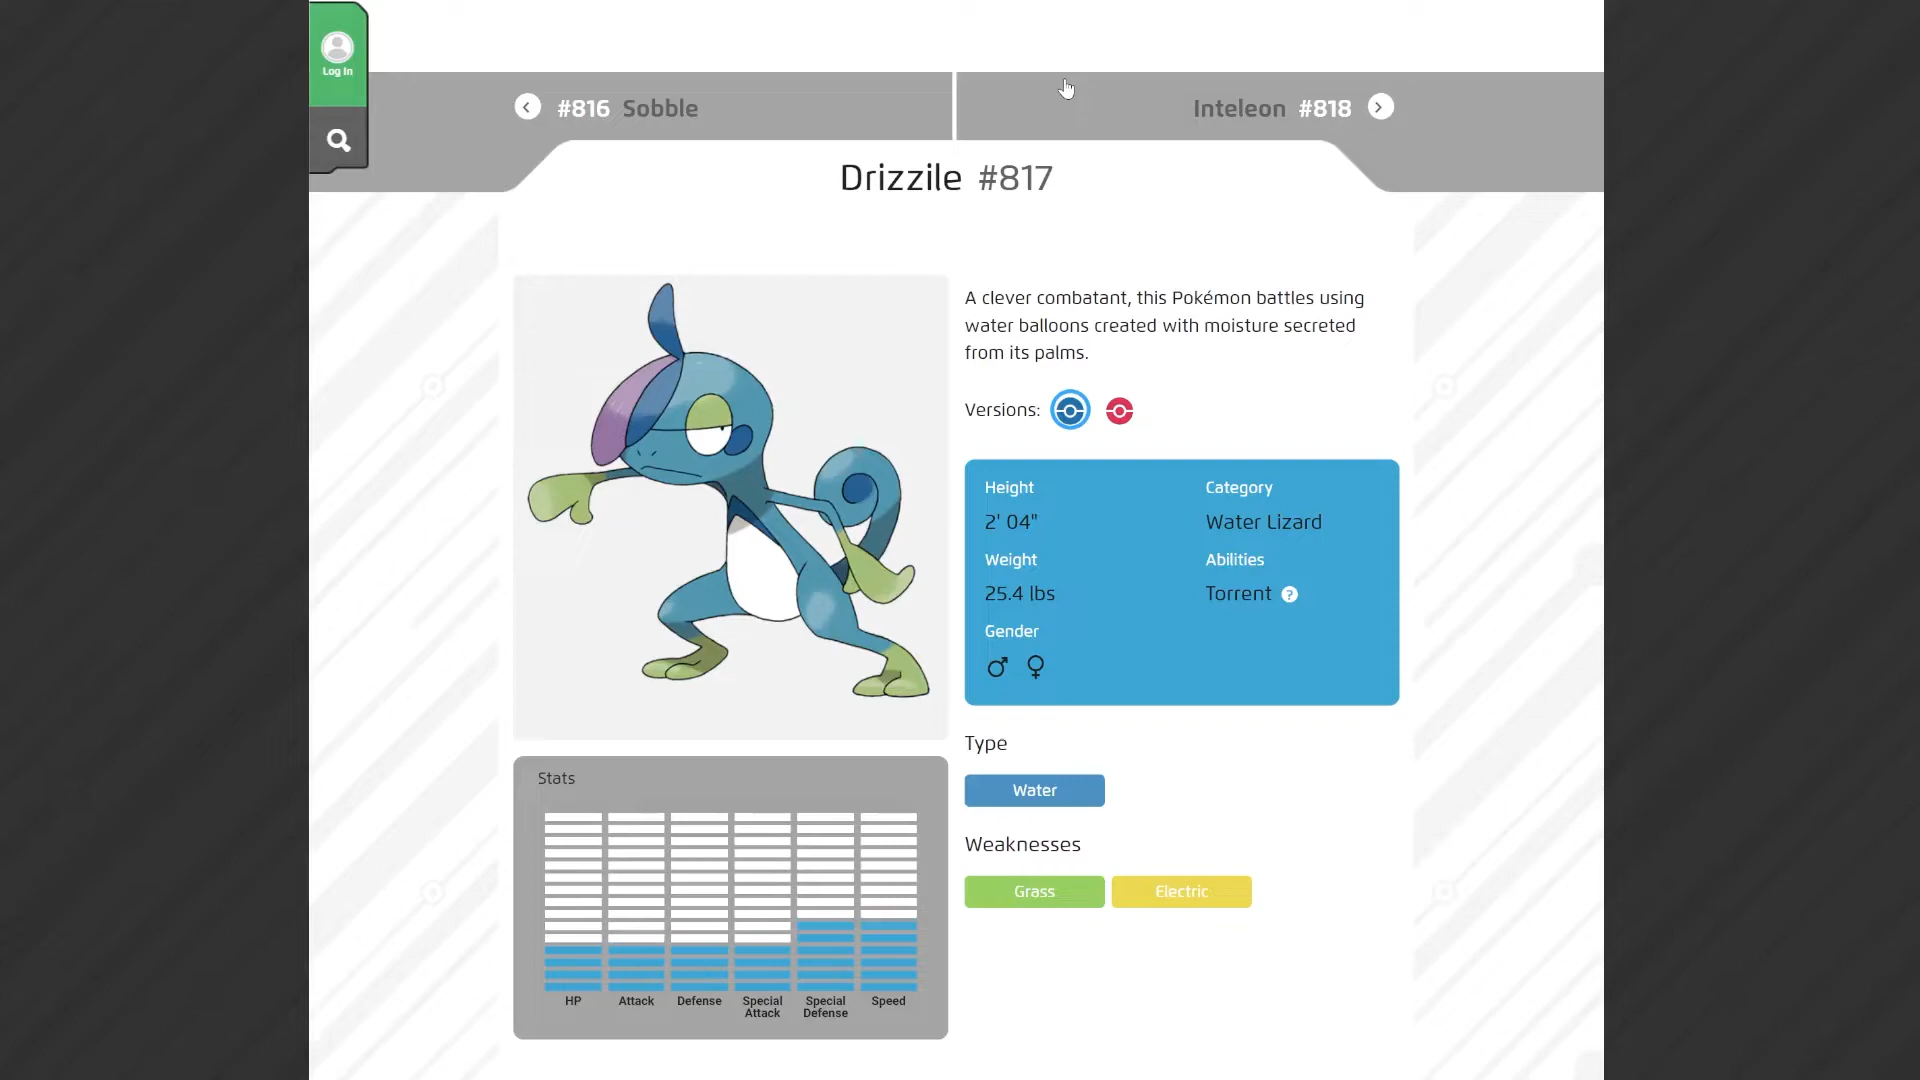 Log In
#816 Sobble
Inteleon #818
Drizzile #817
A clever combatant, this Pokémon battles using
water balloons created with moisture secreted
from its palms.
Versions:
Height
2' 04"
Weight
25.4 lbs
Gender
Category
Water Lizard
Abilities
Torrent ?
Type
Water
Weaknesses
Grass Electric
Stats
HP Attack Defense Special Attack Special Defense Speed